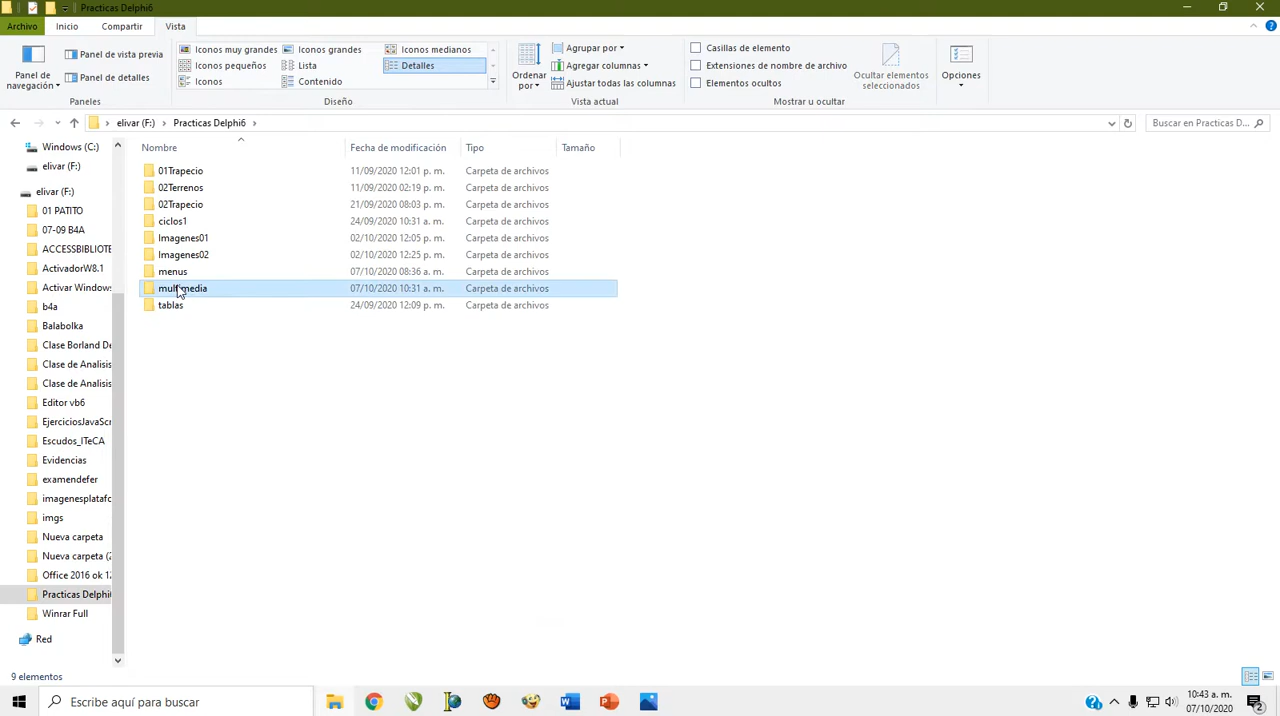 Practicas Delphi6
Archivo Inicio Compartir Vista
Panel de navegación
Panel de vista previa
Panel de detalles
Paneles
Iconos muy grandes Iconos grandes Iconos medianos
Iconos pequeños Lista Detalles
Iconos Contenido
Diseño
Ordenar por
Agrupar por
Agregar columnas
Ajustar todas las columnas
Vista actual
Casillas de elemento
Extensiones de nombre de archivo
Elementos ocultos
Ocultar elementos seleccionados
Mostrar u ocultar
Opciones
elivar (F:) Practicas Delphi6
Buscar en Practicas D...
Windows (C:)
elivar (F:)
elivar (F:)
01 PATITO
07-09 B4A
ACCESSBIBLIOTE
ActivadorW8.1
Activar Windows
b4a
Balabolka
Clase Borland De
Clase de Analisis
Clase de Analisis
Editor vb6
EjerciciosJavaScr
Escudos_ITeCA
Evidencias
examendefer
imagenesplatafo
imgs
Nueva carpeta
Nueva carpeta (2
Office 2016 ok 12
Practicas Delphi6
Winrar Full
Red
Nombre Fecha de modificación Tipo Tamaño
01Trapecio 11/09/2020 12:01 p. m. Carpeta de archivos
02Terrenos 11/09/2020 02:19 p. m. Carpeta de archivos
02Trapecio 21/09/2020 08:03 p. m. Carpeta de archivos
ciclos1 24/09/2020 10:31 a. m. Carpeta de archivos
Imagenes01 02/10/2020 12:05 p. m. Carpeta de archivos
Imagenes02 02/10/2020 12:25 p. m. Carpeta de archivos
menus 07/10/2020 08:36 a. m. Carpeta de archivos
multimedia 07/10/2020 10:31 a. m. Carpeta de archivos
tablas 24/09/2020 12:09 p. m. Carpeta de archivos
9 elementos
Escribe aquí para buscar
10:43 a. m.
07/10/2020
2